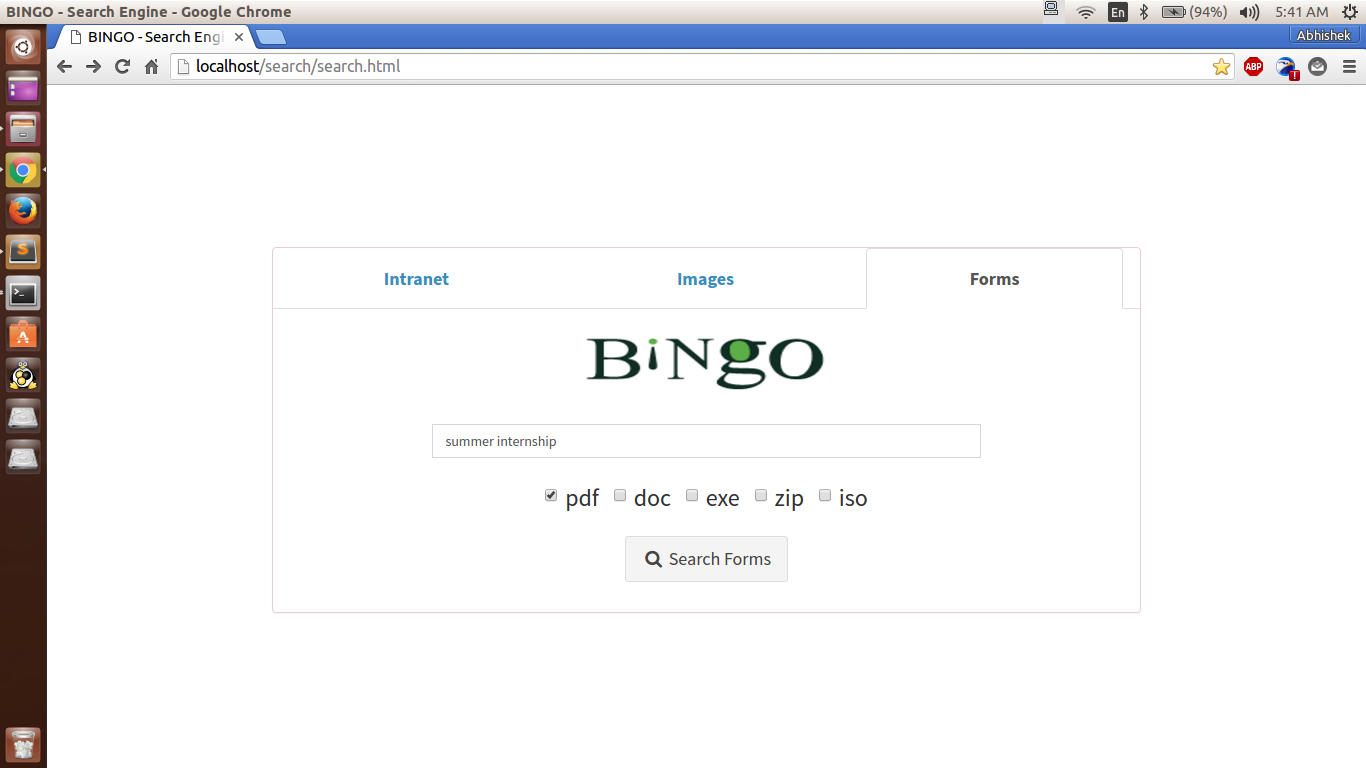 BINGO - Search Engine - Google Chrome
En (94%) 5:41 AM
BINGO - Search Engi
Abhishek
localhost/search/search.html
ABP
Intranet Images Forms
BiNgO
summer internship
pdf doc exe zip iso
Search Forms